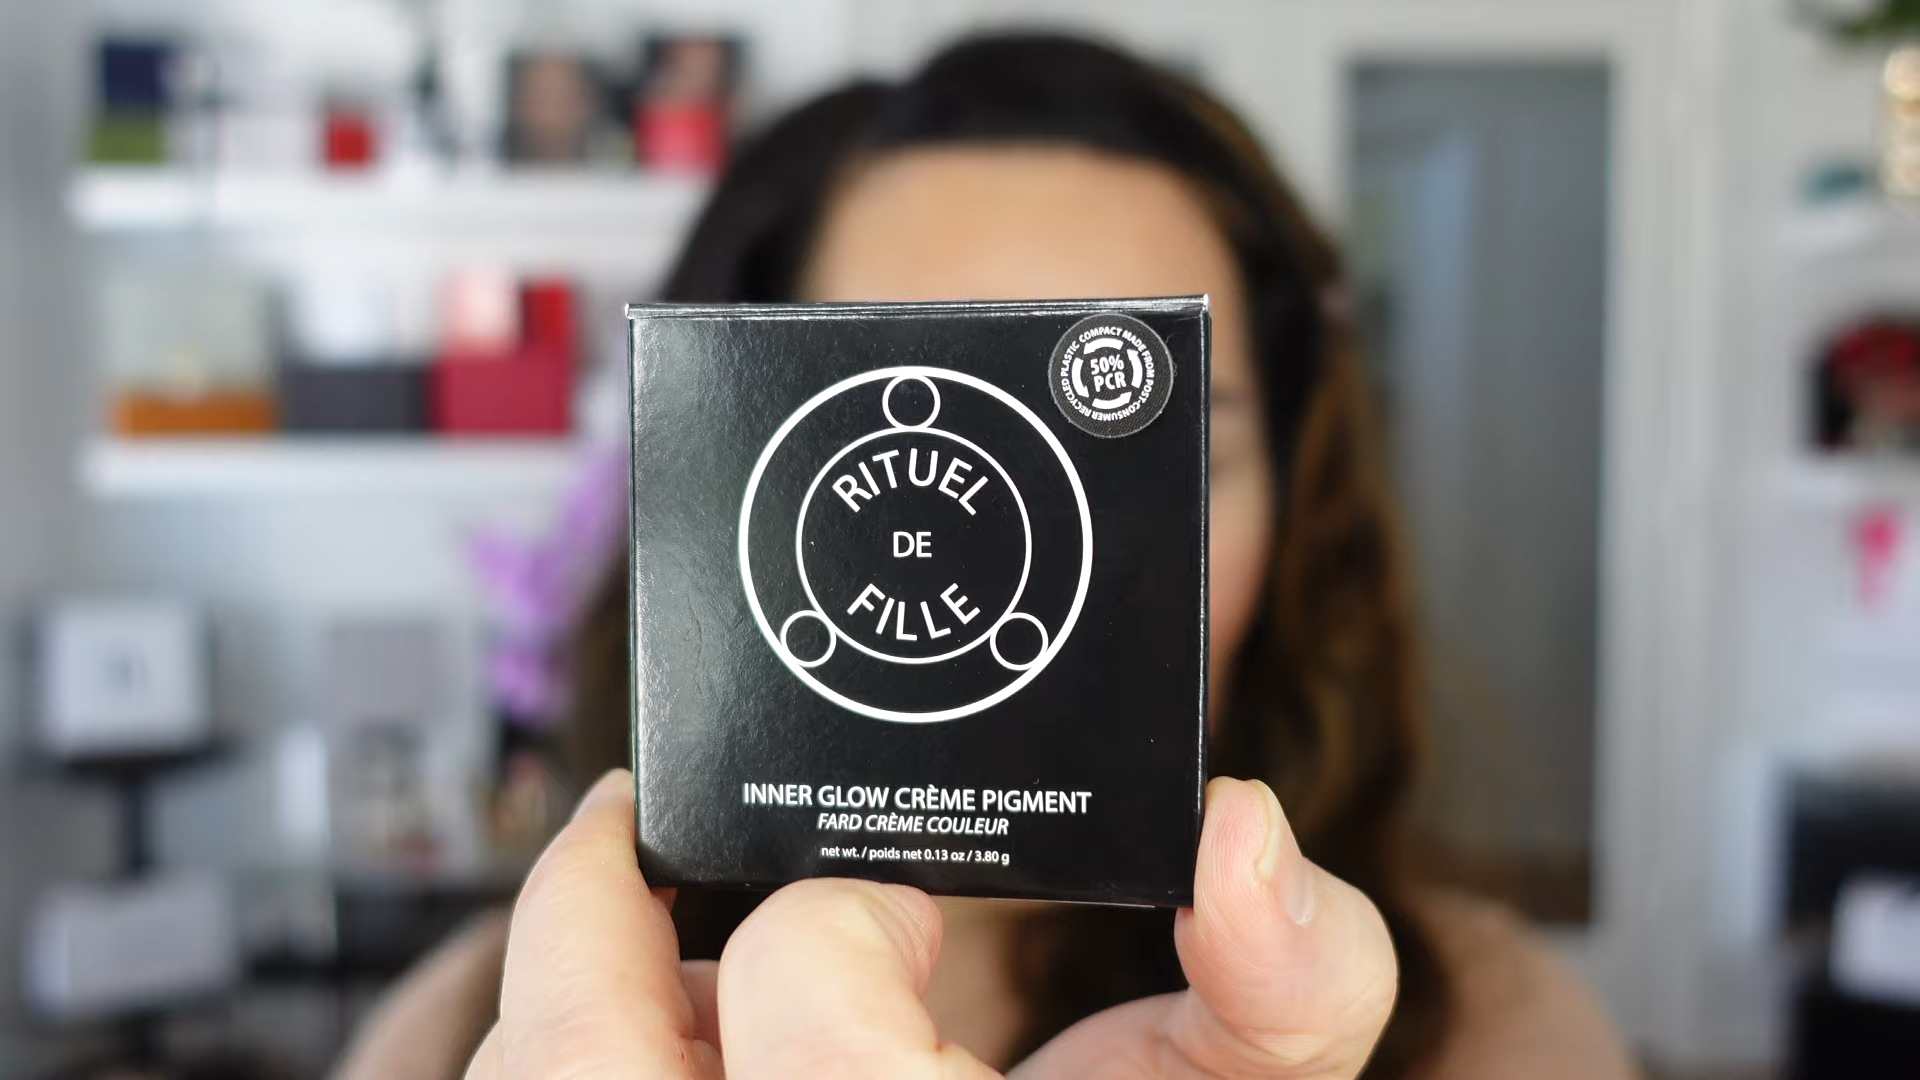 RECYCLED PLASTIC COMPACT MADE FROM POST-CONSUMER
50%
PCR
RITUEL
DE
FILLE
INNER GLOW CRÈME PIGMENT
FARD CRÈME COULEUR
net wt. / poids net 0.13 oz / 3.80 g